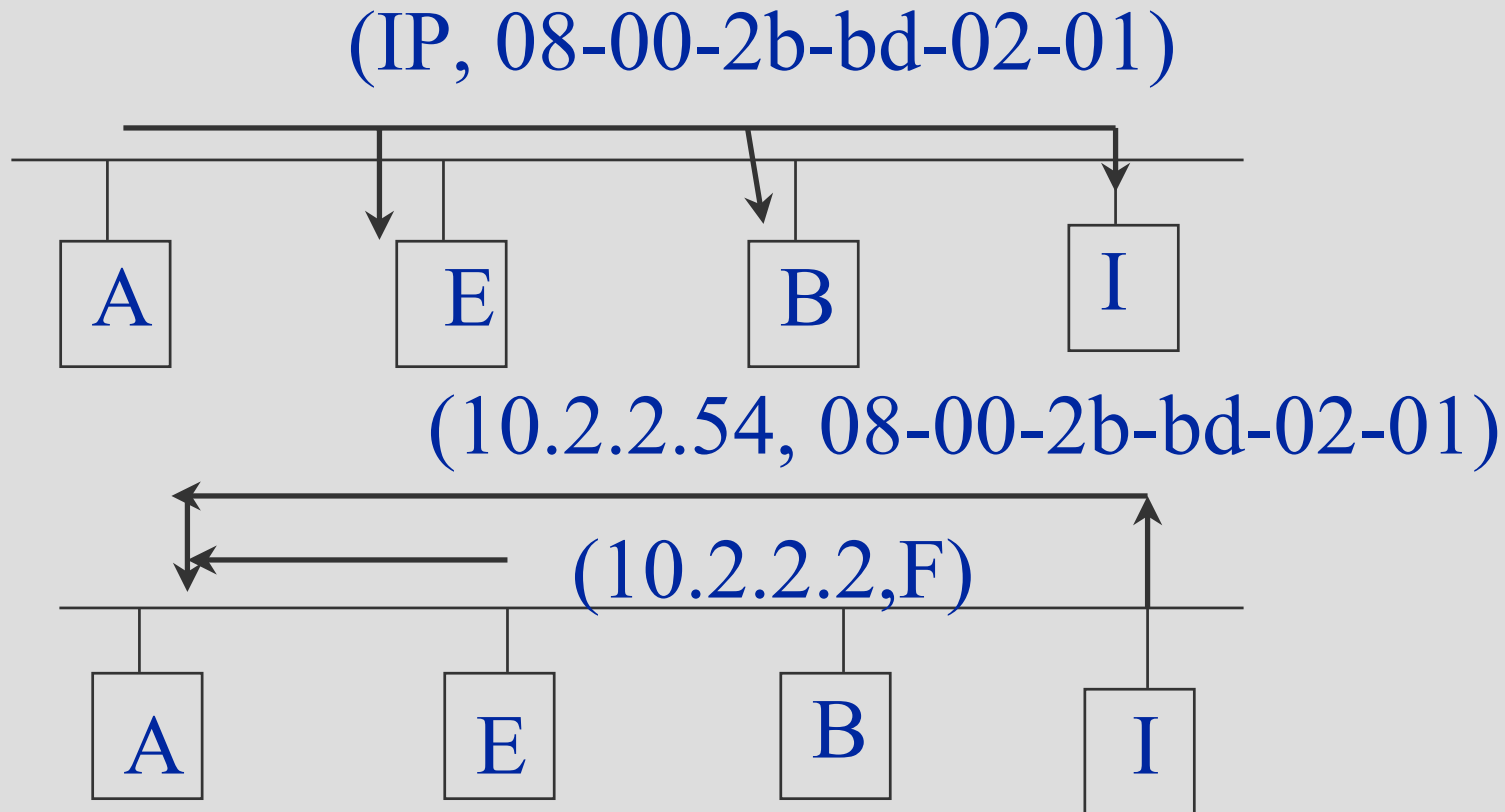 (IP, 08-00-2b-bd-02-01)
A E B I
(10.2.2.54, 08-00-2b-bd-02-01)
(10.2.2.2,F)
A E B I